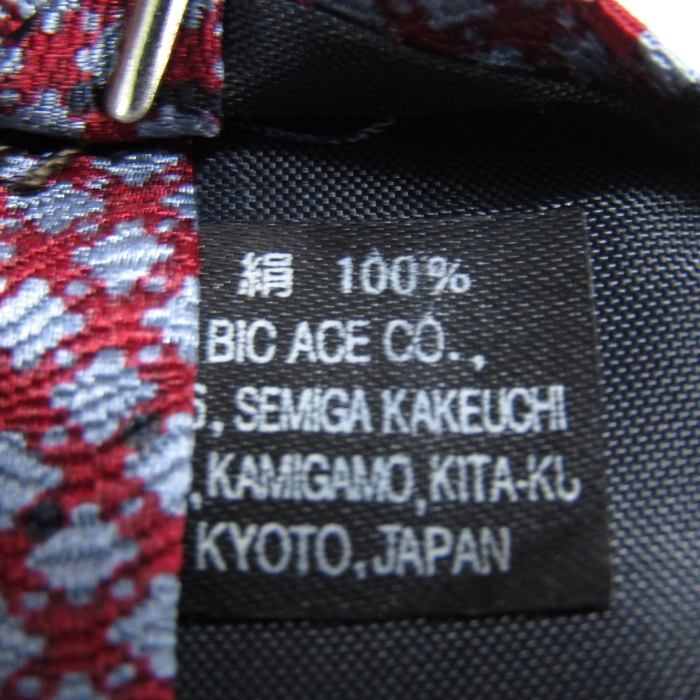 絹 100%
BIC ACE CO.,
, SEMIGA KAKEUCHI
,KAMIGAMO,KITA-KU
KYOTO,JAPAN